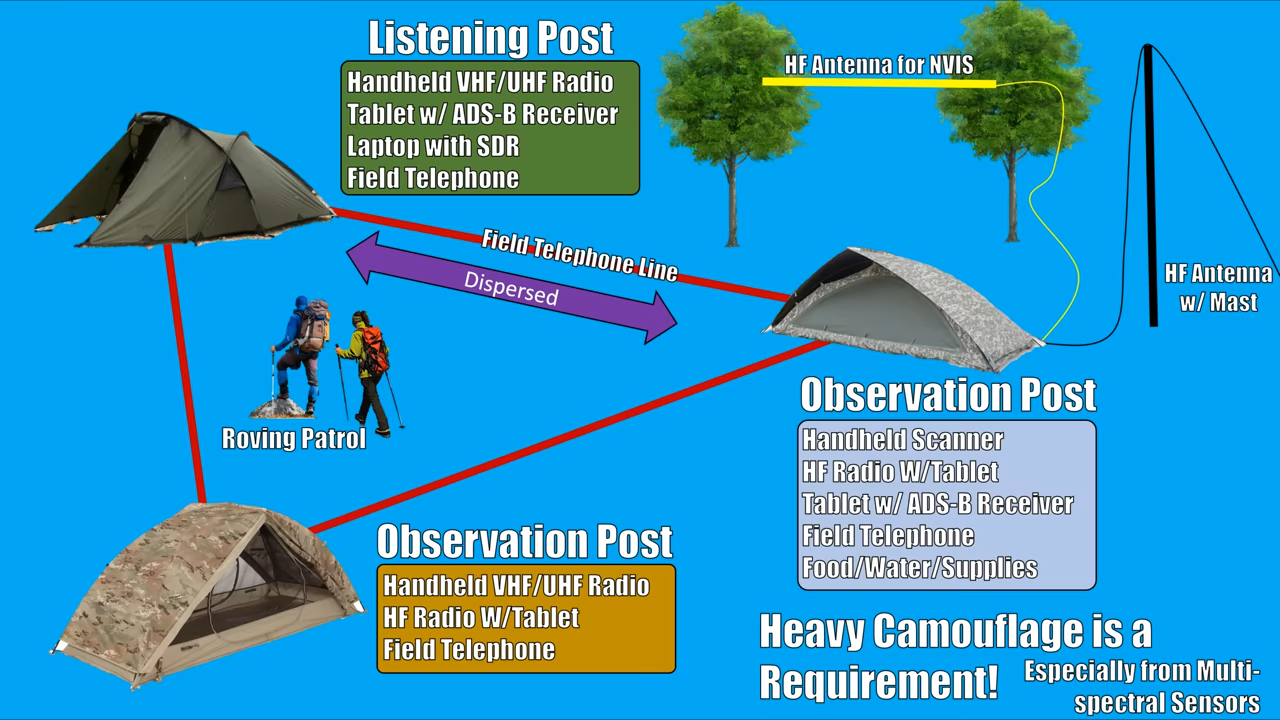 Listening Post
Handheld VHF/UHF Radio
Tablet w/ ADS-B Receiver
Laptop with SDR
Field Telephone
HF Antenna for NVIS
Field Telephone Line
Dispersed
HF Antenna
w/ Mast
Roving Patrol
Observation Post
Handheld Scanner
HF Radio W/Tablet
Tablet w/ ADS-B Receiver
Field Telephone
Food/Water/Supplies
Observation Post
Handheld VHF/UHF Radio
HF Radio W/Tablet
Field Telephone
Heavy Camouflage is a
Requirement!
Especially from Multi-
spectral Sensors